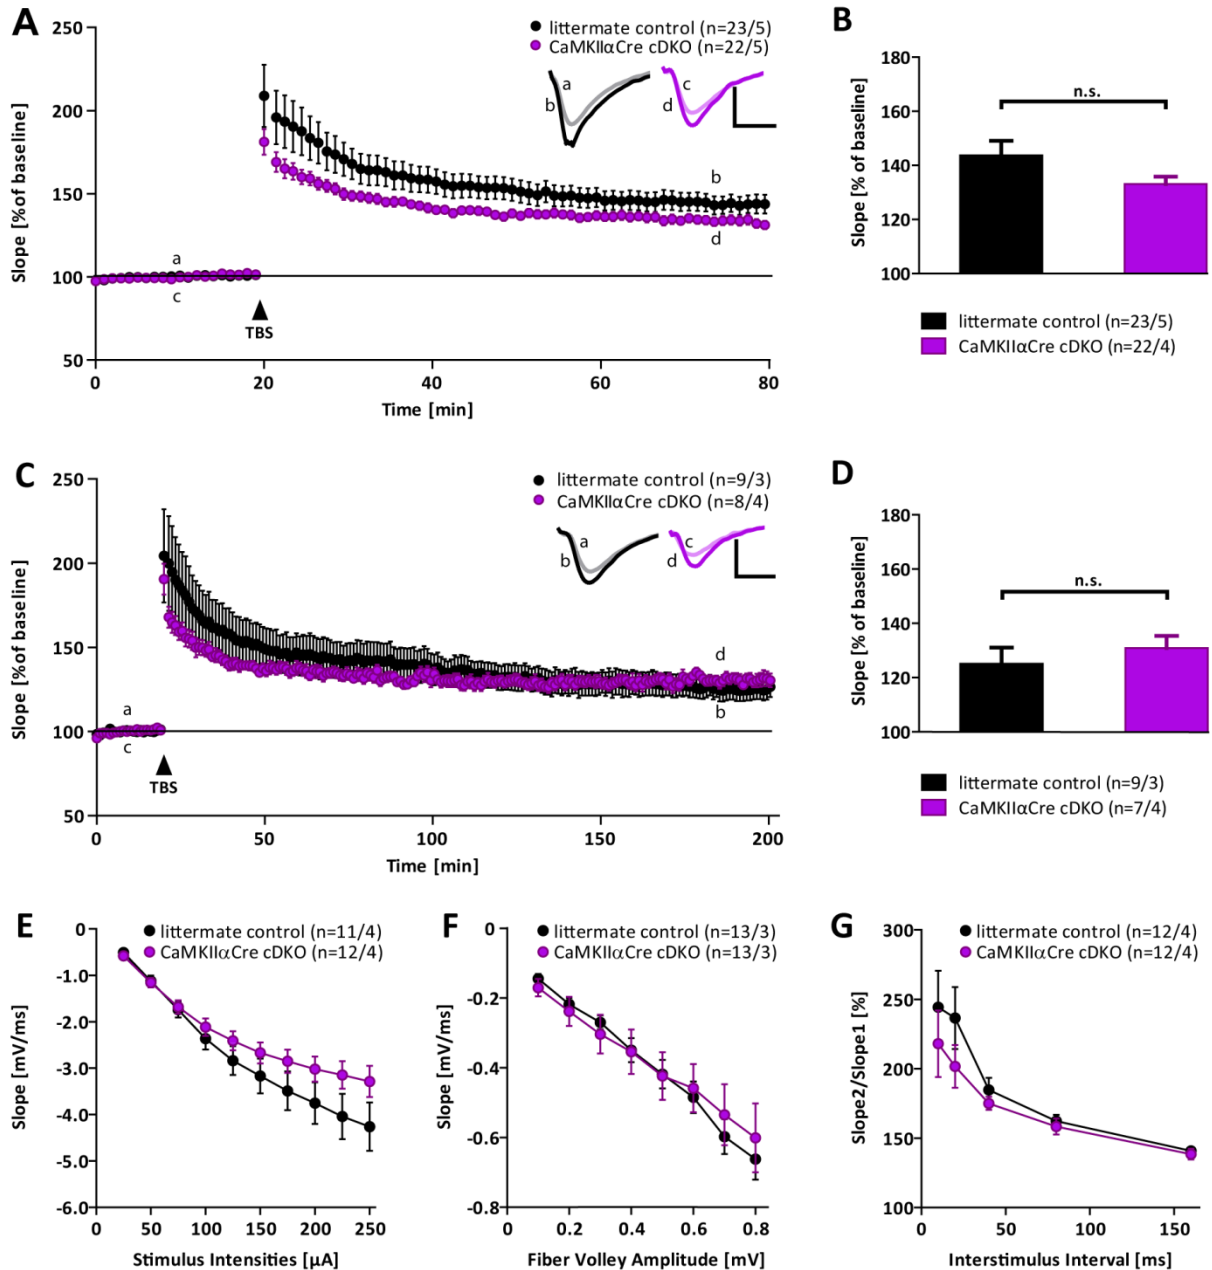 A
250
200
150
100
50
Slope [%of baseline]
littermate control (n=23/5)
CaMKIIαCre cDKO (n=22/5)
a
b
c
d
b
d
a
c
TBS
0
20
40
60
80
Time [min]
B
180
160
140
120
100
Slope [% of baseline]
n.s.
littermate control (n=23/5)
CaMKIIαCre cDKO (n=22/4)
C
250
200
150
100
50
Slope [%of baseline]
littermate control (n=9/3)
CaMKIIαCre cDKO (n=8/4)
a
b
c
d
d
b
a
c
TBS
0
50
100
150
200
Time [min]
D
180
160
140
120
100
Slope [% of baseline]
n.s.
littermate control (n=9/3)
CaMKIIαCre cDKO (n=7/4)
E
littermate control (n=11/4)
CaMKIIαCre cDKO (n=12/4)
0
-1.0
-2.0
-3.0
-4.0
-5.0
-6.0
Slope [mV/ms]
0
50
100
150
200
250
Stimulus Intensities [µA]
F
littermate control (n=13/3)
CaMKIIαCre cDKO (n=13/3)
0
-0.2
-0.4
-0.6
-0.8
Slope [mV/ms]
0
0.2
0.4
0.6
0.8
Fiber Volley Amplitude [mV]
G
littermate control (n=12/4)
CaMKIIαCre cDKO (n=12/4)
300
250
200
150
100
Slope2/Slope1 [%]
0
50
100
150
Interstimulus Interval [ms]